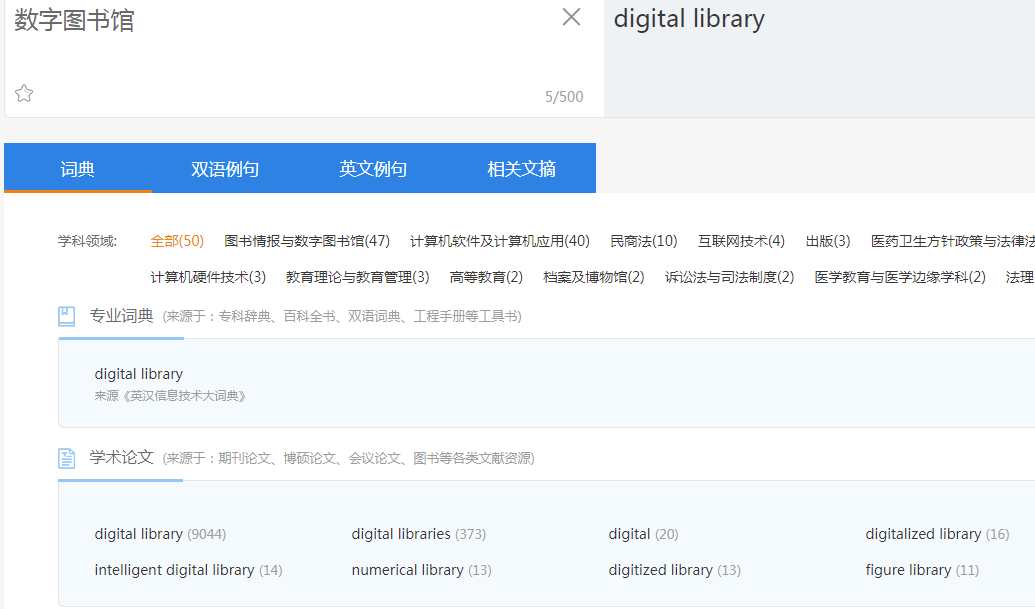 数字图书馆
digital library
5/500
词典 双语例句 英文例句 相关文摘
学科领域: 全部(50) 图书情报与数字图书馆(47) 计算机软件及计算机应用(40) 民商法(10) 互联网技术(4) 出版(3) 医药卫生方针政策与法律法
计算机硬件技术(3) 教育理论与教育管理(3) 高等教育(2) 档案及博物馆(2) 诉讼法与司法制度(2) 医学教育与医学边缘学科(2) 法理
专业词典 (来源于：专科辞典、百科全书、双语词典、工程手册等工具书)
digital library
来源《英汉信息技术大词典》
学术论文 (来源于：期刊论文、博硕论文、会议论文、图书等各类文献资源)
digital library (9044) digital libraries (373) digital (20) digitalized library (16)
intelligent digital library (14) numerical library (13) digitized library (13) figure library (11)